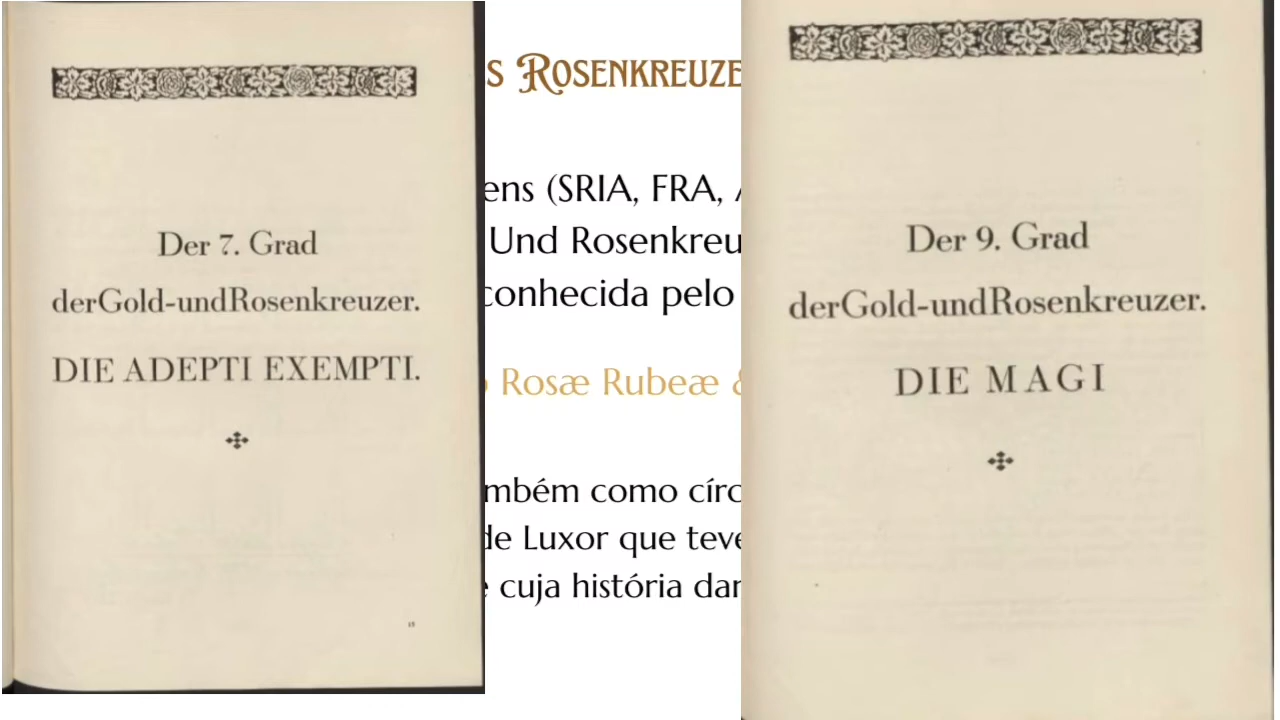 Der 7. Grad
derGold-undRosenkreuzer.
DIE ADEPTI EXEMPTI.
15
s Rosenkreuze
ens (SRIA, FRA,
Und Rosenkreu
conhecida pelo
Rosæ Rubeæ &
mbém como círc
de Luxor que teve
e cuja história dar
Der 9. Grad
derGold-undRosenkreuzer.
DIE MAGI